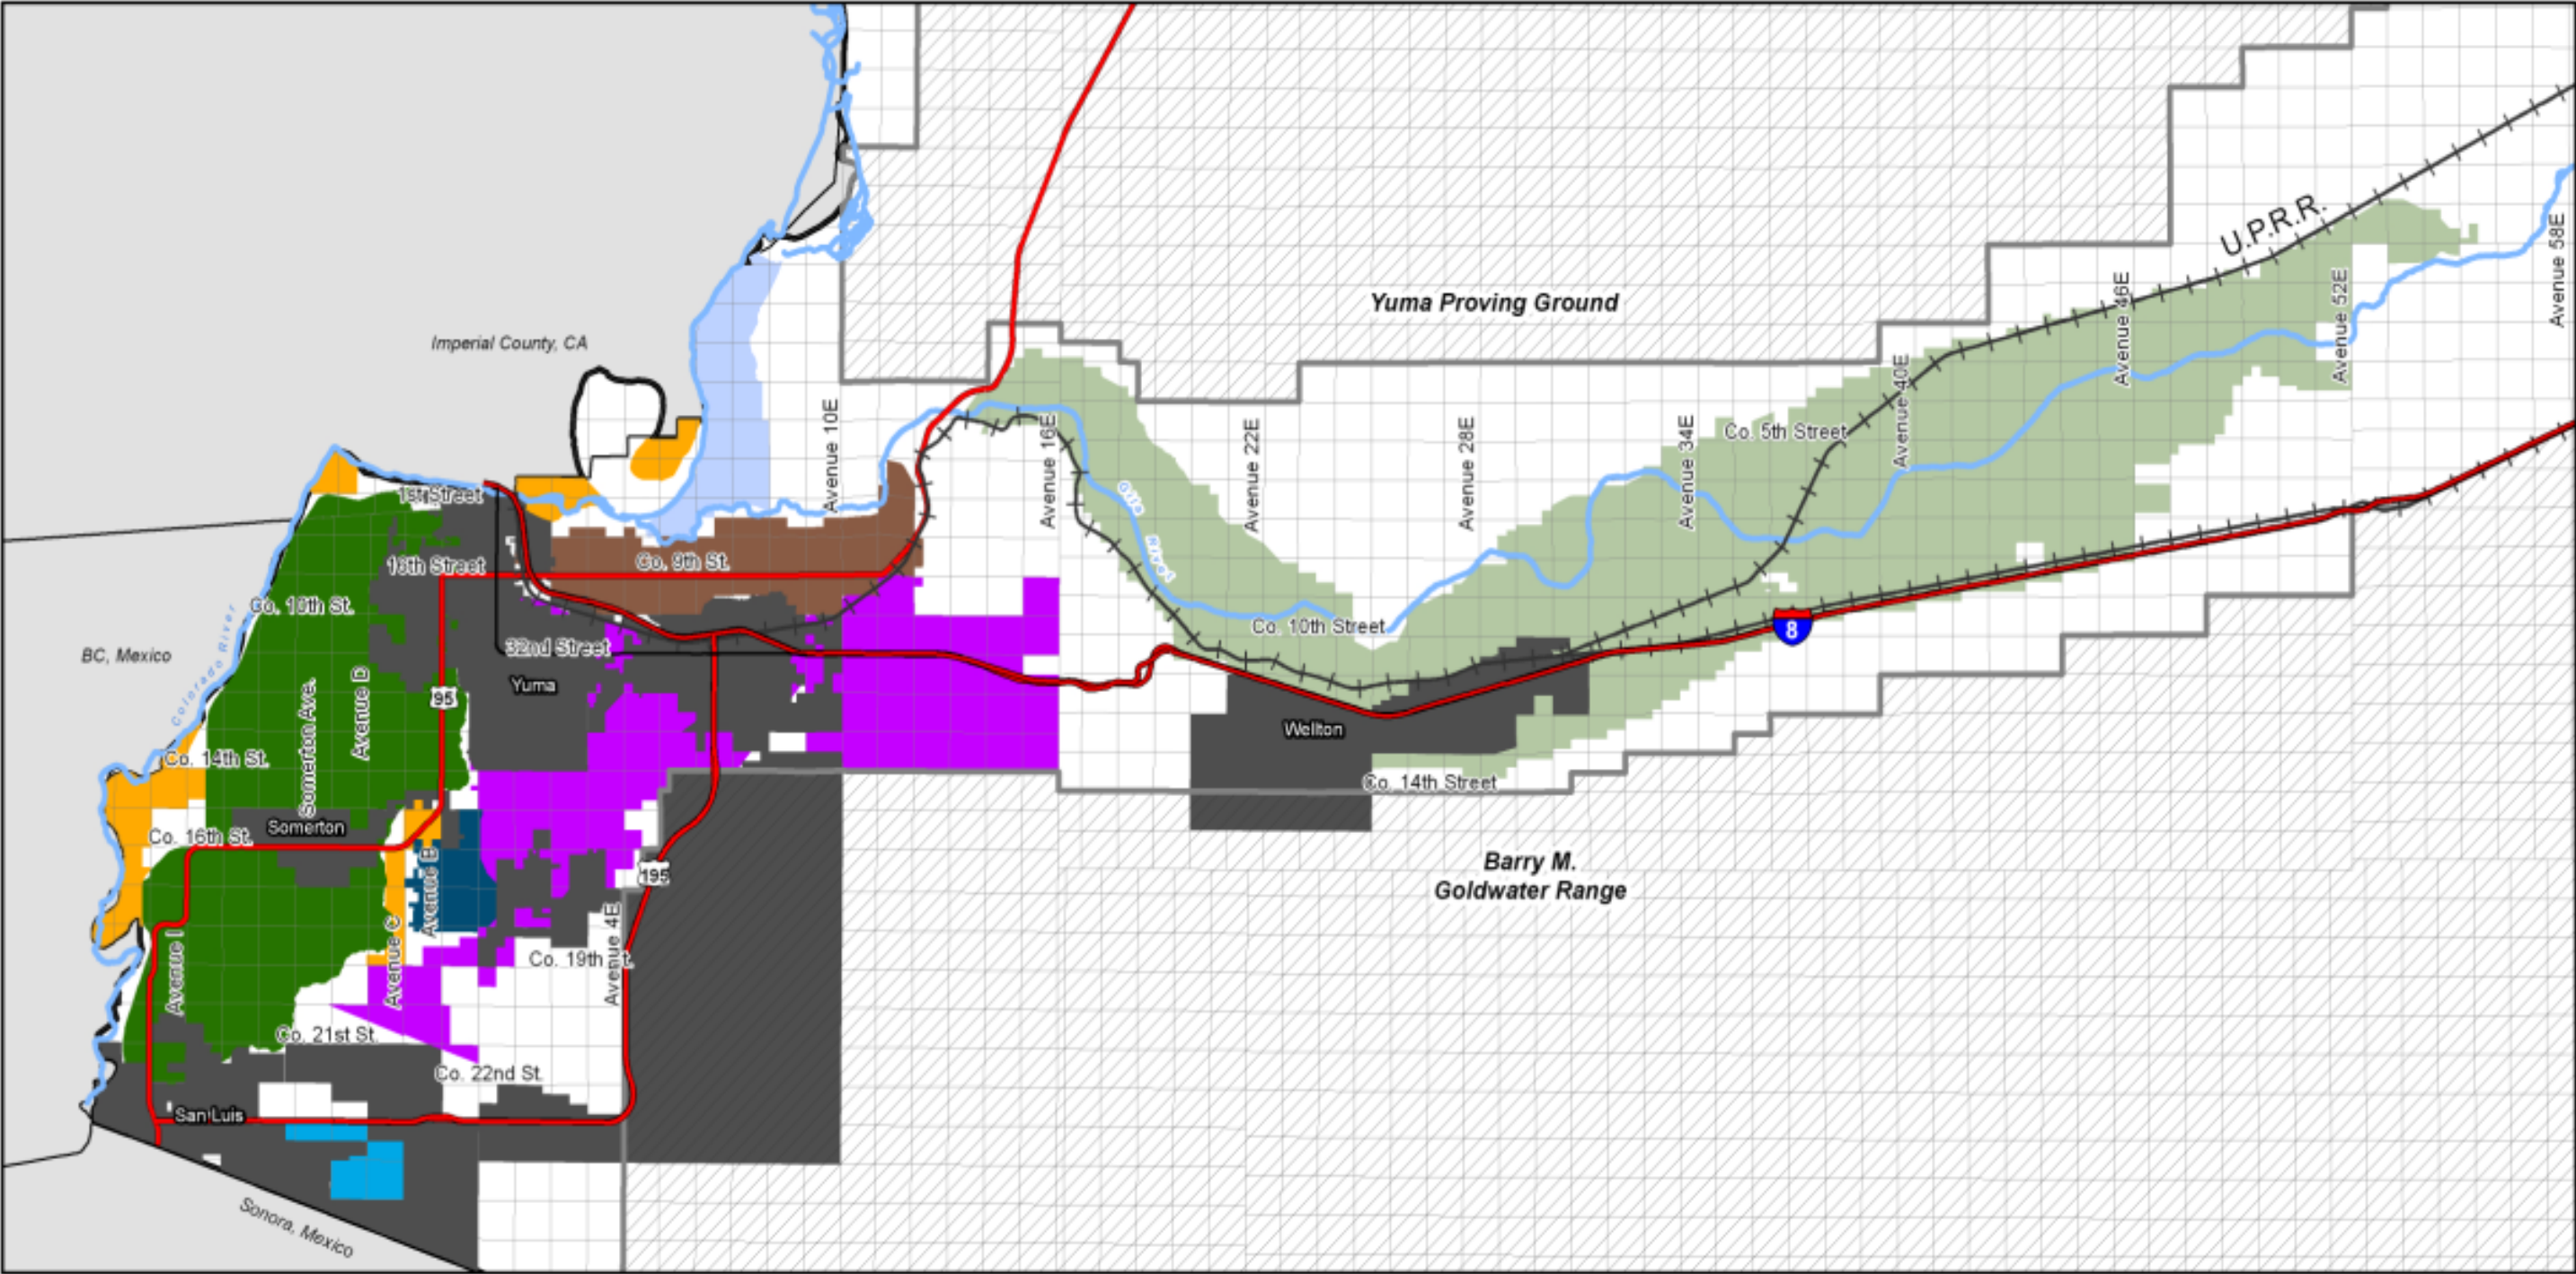 U.P.R.R.
Avenue 58E
Yuma Proving Ground
Avenue 46E
Avenue 52E
Imperial County, CA
Avenue 40E
Avenue 10E
Avenue 16E
Avenue 22E
Avenue 28E
Avenue 34E
Co. 5th Street
1st Street
Gila River
16th Street
Co. 9th St.
Co. 10th St.
Co. 10th Street
8
32nd Street
Colorado River
BC, Mexico
Yuma
95
Somerton Ave.
Avenue D
Wellton
Co. 14th St.
Co. 14th Street
Somerton
Co. 16th St.
Avenue B
195
Barry M.
Goldwater Range
Avenue I
Avenue C
Avenue 4E
Co. 19th St.
Co. 21st St.
Co. 22nd St.
San Luis
Sonora, Mexico